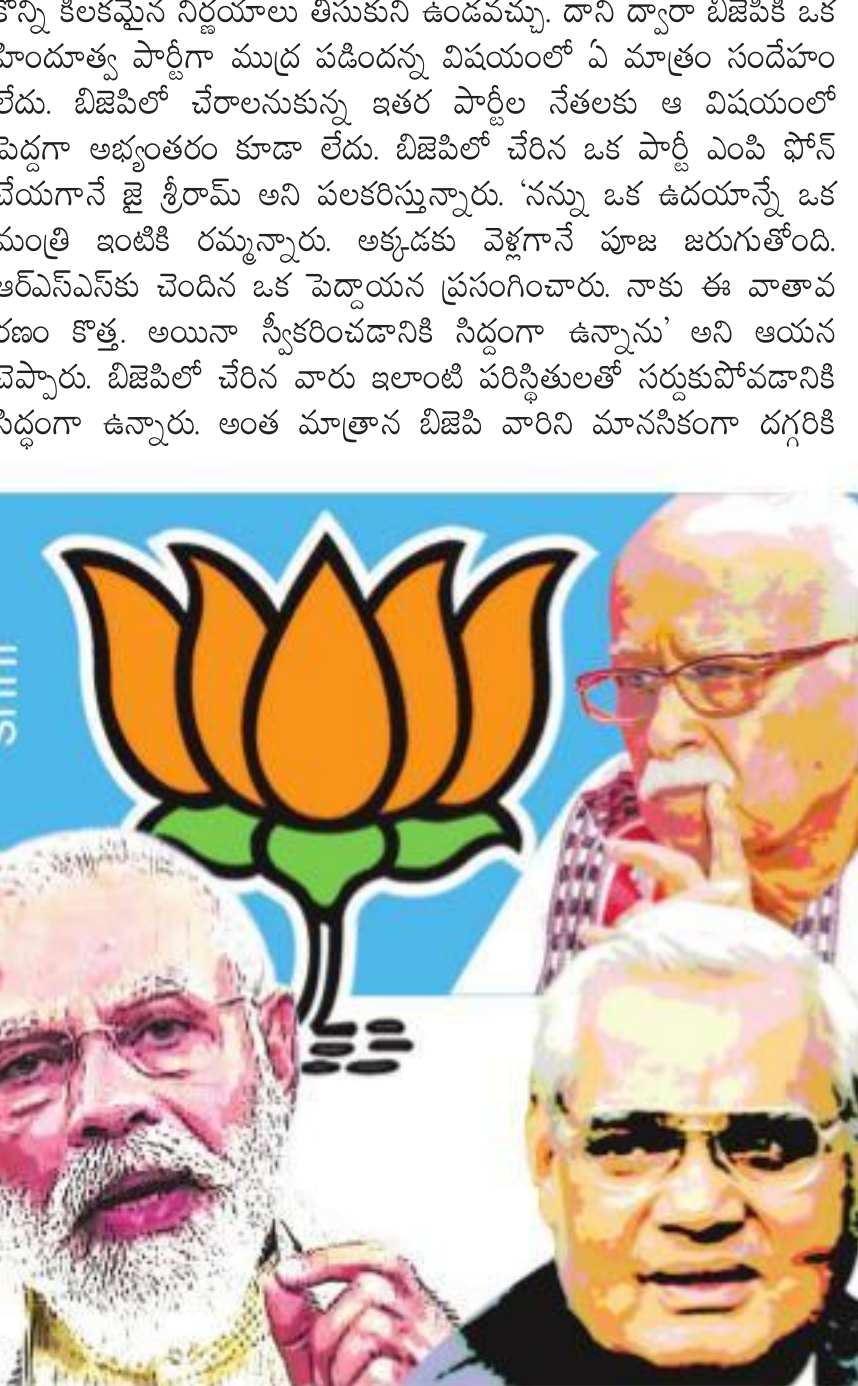 కొన్ని కీలకమైన నిర్ణయాలు తీసుకుని ఉండవచ్చు. దాని ద్వారా బిజెపికి ఒక
హిందూత్వ పార్టీగా ముద్ర పడిందన్న విషయంలో ఏ మాత్రం సందేహం
లేదు. బిజెపిలో చేరాలనుకున్న ఇతర పార్టీల నేతలకు ఆ విషయంలో
పెద్దగా అభ్యంతరం కూడా లేదు. బిజెపిలో చేరిన ఒక పార్టీ ఎంపి ఫోన్
చేయగానే జై శ్రీరామ్ అని పలకరిస్తున్నారు. ‘నన్ను ఒక ఉదయాన్నే ఒక
మంత్రి ఇంటికి రమ్మన్నారు. అక్కడకు వెళ్లగానే పూజ జరుగుతోంది.
ఆర్ఎస్ఎస్‌కు చెందిన ఒక పెద్దాయన ప్రసంగించారు. నాకు ఈ వాతావ
రణం కొత్త. అయినా స్వీకరించడానికి సిద్దంగా ఉన్నాను’ అని ఆయన
చెప్పారు. బిజెపిలో చేరిన వారు ఇలాంటి పరిస్థితులతో సర్దుకుపోవడానికి
సిద్ధంగా ఉన్నారు. అంత మాత్రాన బిజెపి వారిని మానసికంగా దగ్గరికి